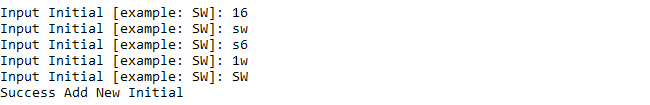 Input Initial [example: SW]: 16
Input Initial [example: SW]: sw
Input Initial [example: SW]: s6
Input Initial [example: SW]: 1w
Input Initial [example: SW]: SW
Success Add New Initial